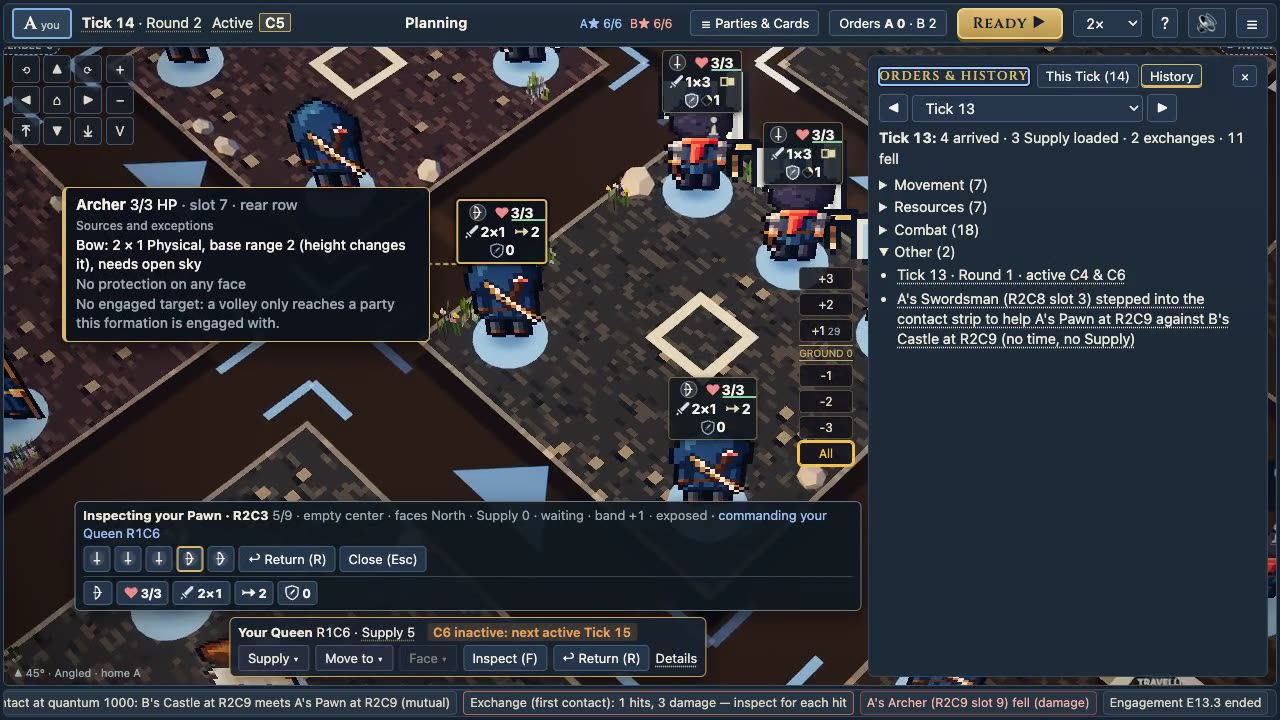 A you
Tick 14 · Round 2 Active C5
Planning
A★ 6/6 B★ 6/6
≡ Parties & Cards
Orders A 0 · B 2
READY ▶
2×
?
≡
+
−
V
3/3
1×3
1
3/3
1×3
1
Archer 3/3 HP · slot 7 · rear row
Sources and exceptions
Bow: 2 × 1 Physical, base range 2 (height changes
it), needs open sky
No protection on any face
No engaged target: a volley only reaches a party
this formation is engaged with.
3/3
2×1 ↦2
0
3/3
2×1 ↦2
0
+3
+2
+1 29
GROUND 0
-1
-2
-3
All
ORDERS & HISTORY
This Tick (14)
History
×
◀ Tick 13 ▶
Tick 13: 4 arrived · 3 Supply loaded · 2 exchanges · 11
fell
▶ Movement (7)
▶ Resources (7)
▶ Combat (18)
▼ Other (2)
• Tick 13 · Round 1 · active C4 & C6
• A's Swordsman (R2C8 slot 3) stepped into the
contact strip to help A's Pawn at R2C9 against B's
Castle at R2C9 (no time, no Supply)
Inspecting your Pawn · R2C3 5/9 · empty center · faces North · Supply 0 · waiting · band +1 · exposed · commanding your
Queen R1C6
↩ Return (R)
Close (Esc)
3/3
2×1
↦2
0
Your Queen R1C6 · Supply 5 C6 inactive: next active Tick 15
Supply ▾
Move to ▾
Face ▾
Inspect (F)
↩ Return (R)
Details
▲ 45° · Angled · home A
ntact at quantum 1000: B's Castle at R2C9 meets A's Pawn at R2C9 (mutual)
Exchange (first contact): 1 hits, 3 damage — inspect for each hit
A's Archer (R2C9 slot 9) fell (damage)
Engagement E13.3 ended